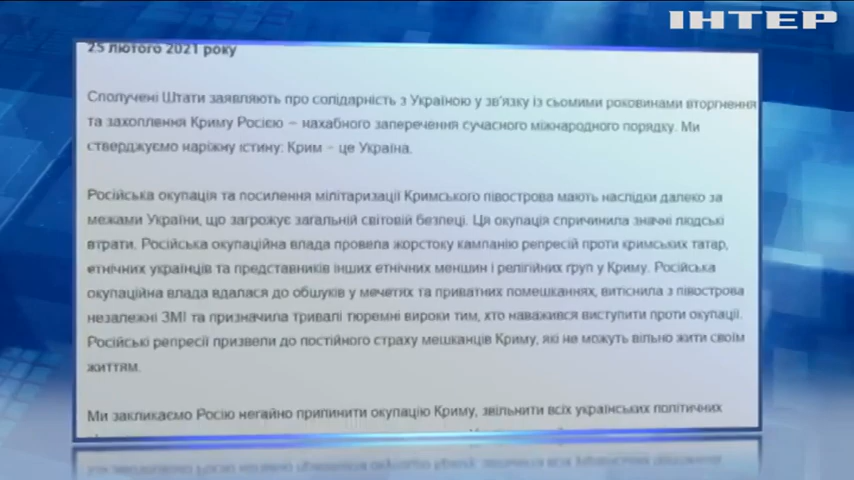 ІНТЕР
25 лютого 2021 року
Сполучені Штати заявляють про солідарність з Україною у зв'язку із сьомими роковинами вторгнення
та захоплення Криму Росією – нахабного заперечення сучасного міжнародного порядку. Ми
стверджуємо наріжну істину: Крим – це Україна.
Російська окупація та посилення мілітаризації Кримського півострова мають наслідки далеко за
межами України, що загрожує загальній світовій безпеці. Ця окупація спричинила значні людські
втрати. Російська окупаційна влада провела жорстоку кампанію репресій проти кримських татар,
етнічних українців та представників інших етнічних меншин і релігійних груп у Криму. Російська
окупаційна влада вдалася до обшуків у мечетях та приватних помешканнях, витіснила з півострова
незалежні ЗМІ та призначила тривалі тюремні вироки тим, хто наважився виступити проти окупації.
Російські репресії призвели до постійного страху мешканців Криму, які не можуть вільно жити своїм
життям.
Ми закликаємо Росію негайно припинити окупацію Криму, звільнити всіх українських політичних